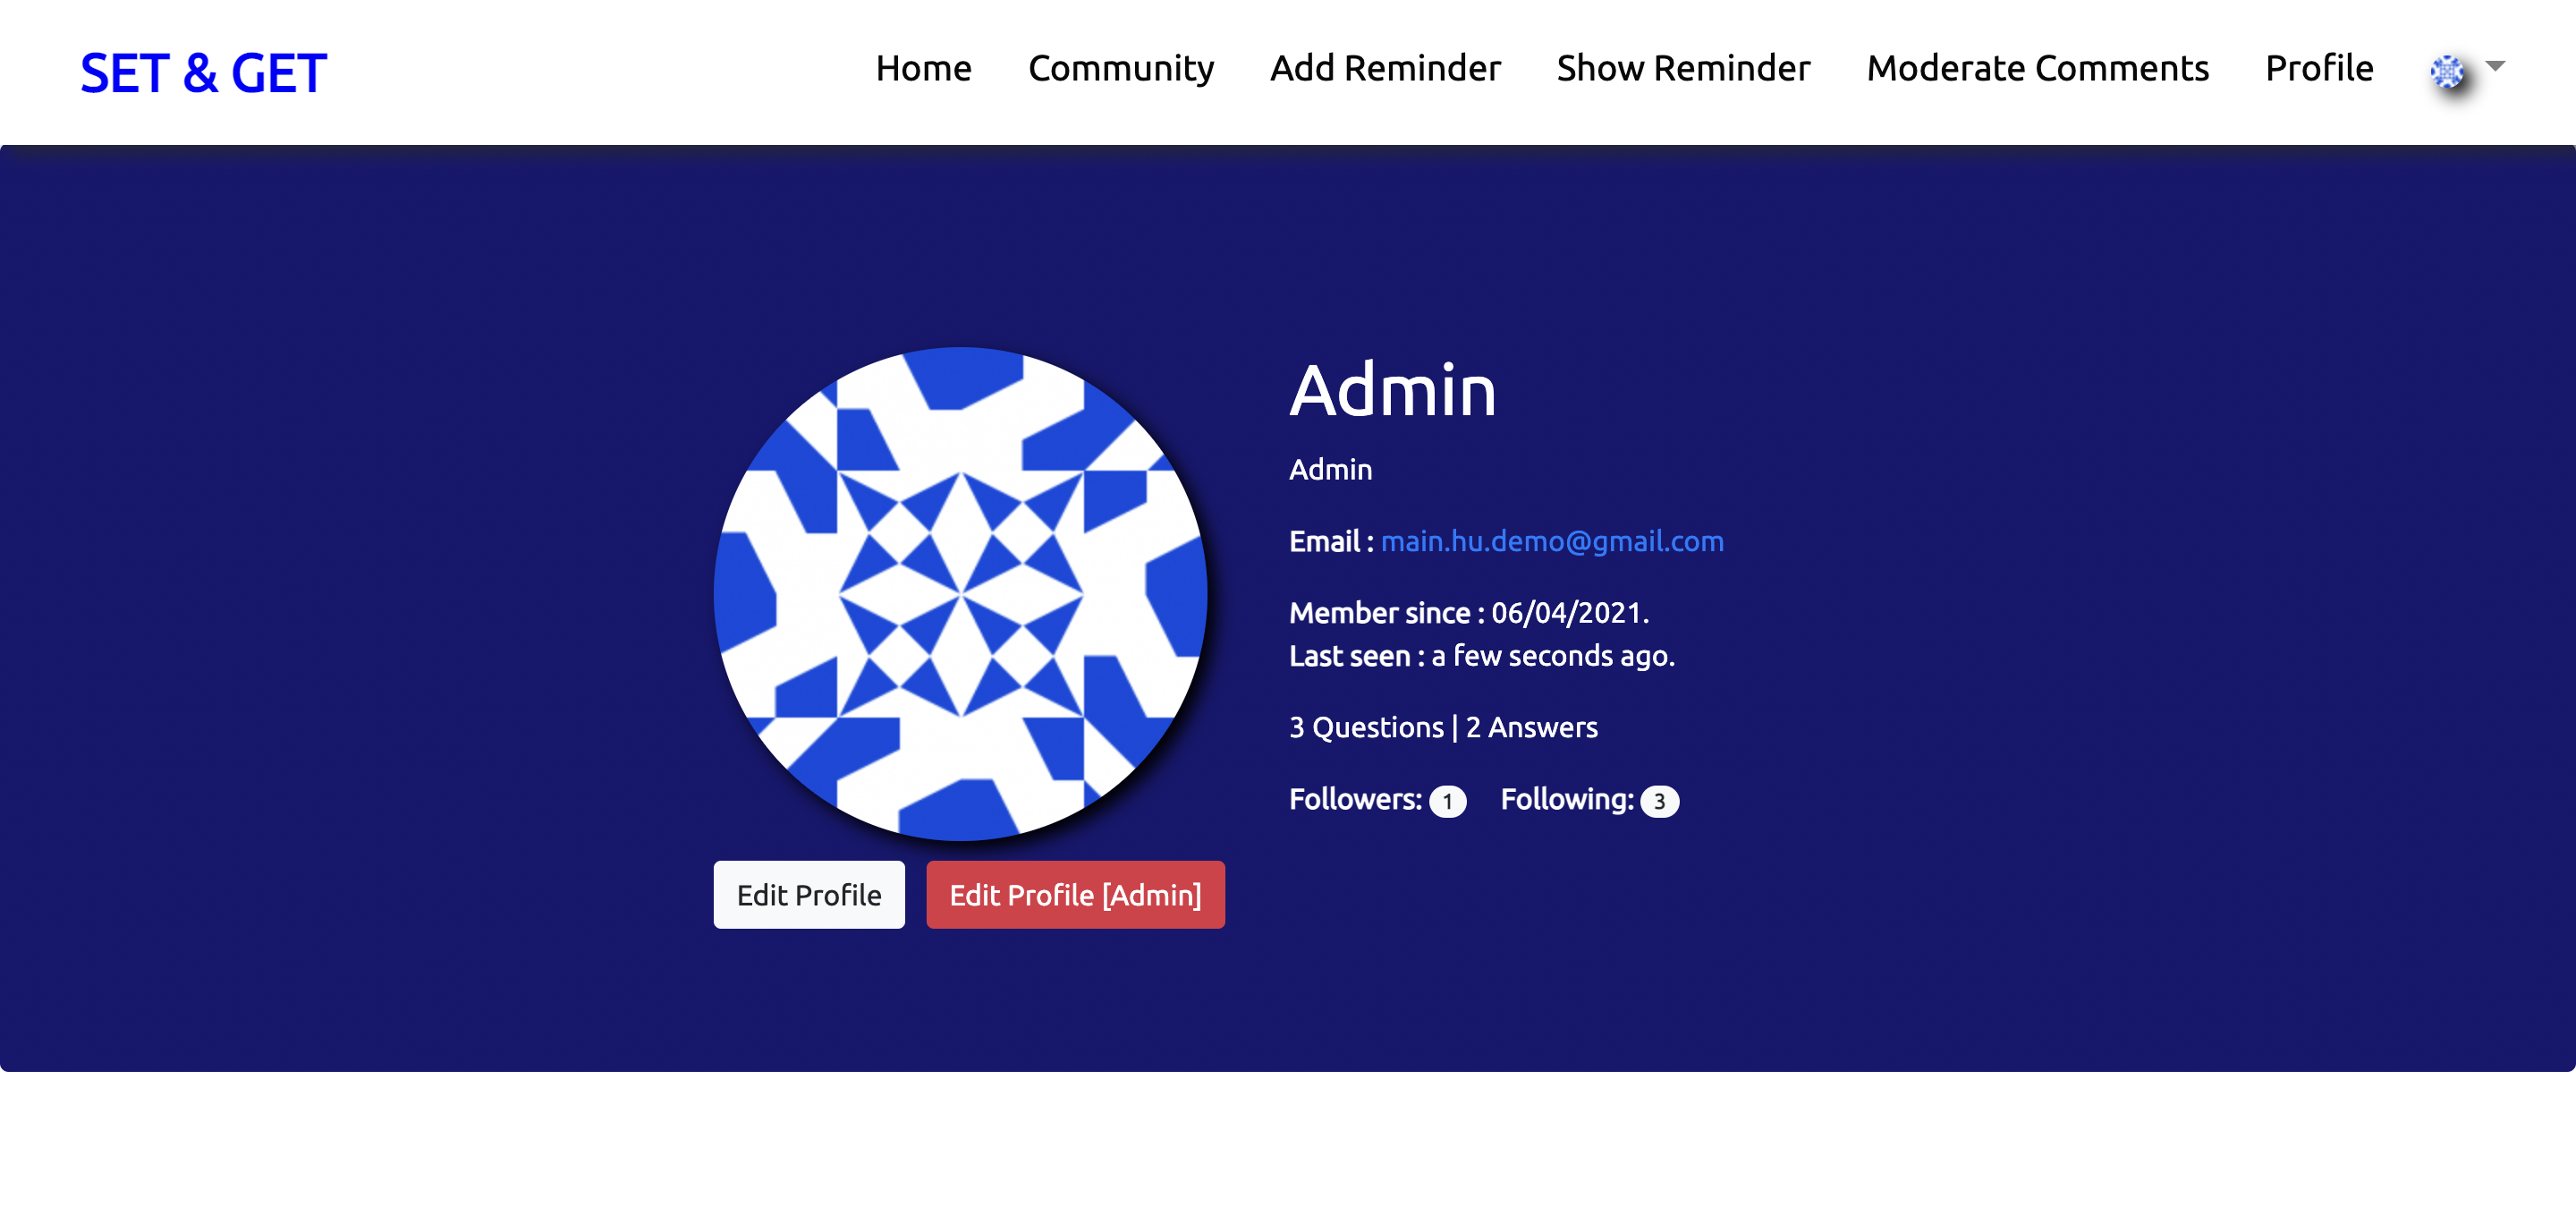 SET & GET
Home Community Add Reminder Show Reminder Moderate Comments Profile
Admin
Admin
Email : main.hu.demo@gmail.com
Member since : 06/04/2021.
Last seen : a few seconds ago.
3 Questions | 2 Answers
Followers: 1 Following: 3
Edit Profile Edit Profile [Admin]